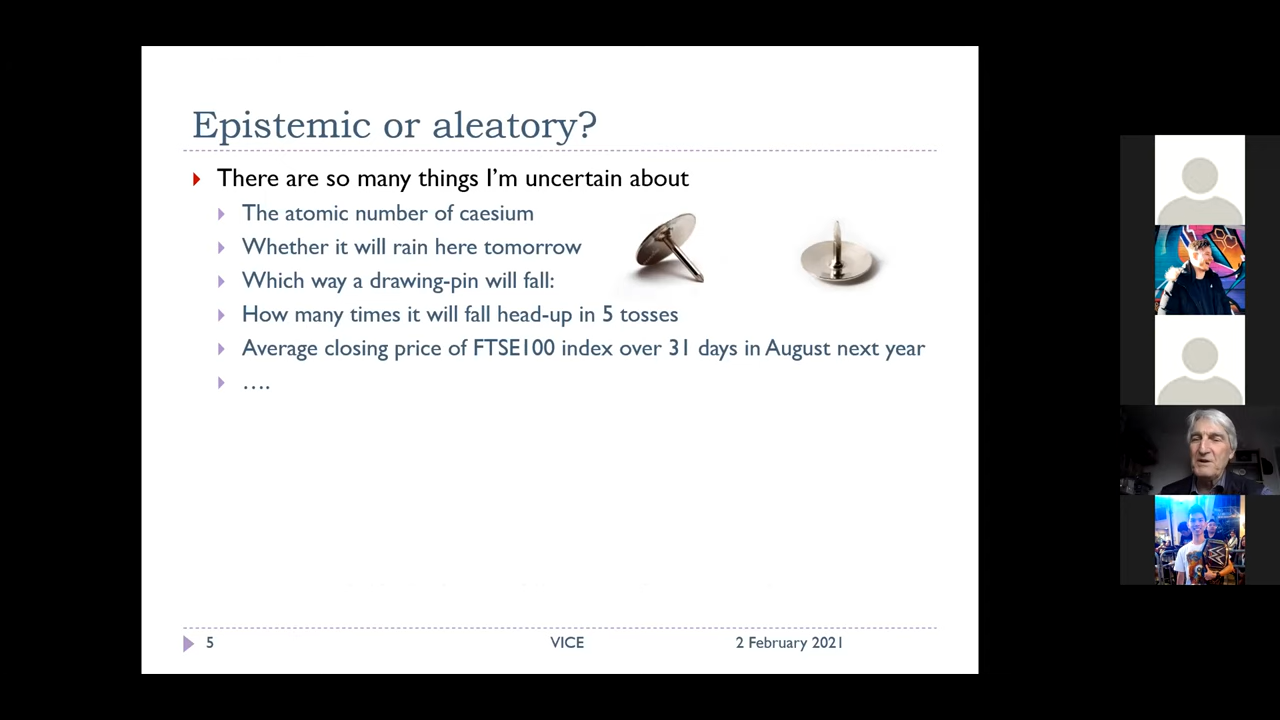 Epistemic or aleatory?
There are so many things I'm uncertain about
The atomic number of caesium
Whether it will rain here tomorrow
Which way a drawing-pin will fall:
How many times it will fall head-up in 5 tosses
Average closing price of FTSE100 index over 31 days in August next year
….
5 VICE 2 February 2021